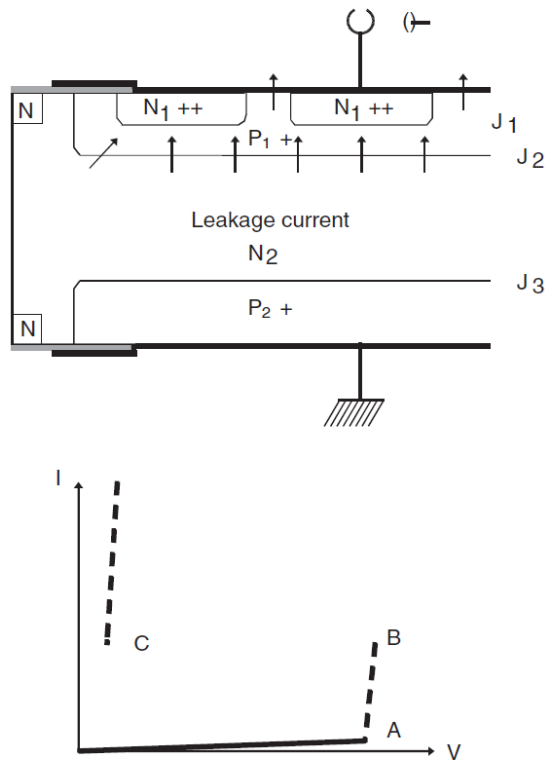 (-)
N
N1 ++
N1 ++
J1
P1 +
J2
Leakage current
N2
J3
P2 +
N
I
C
B
A
V